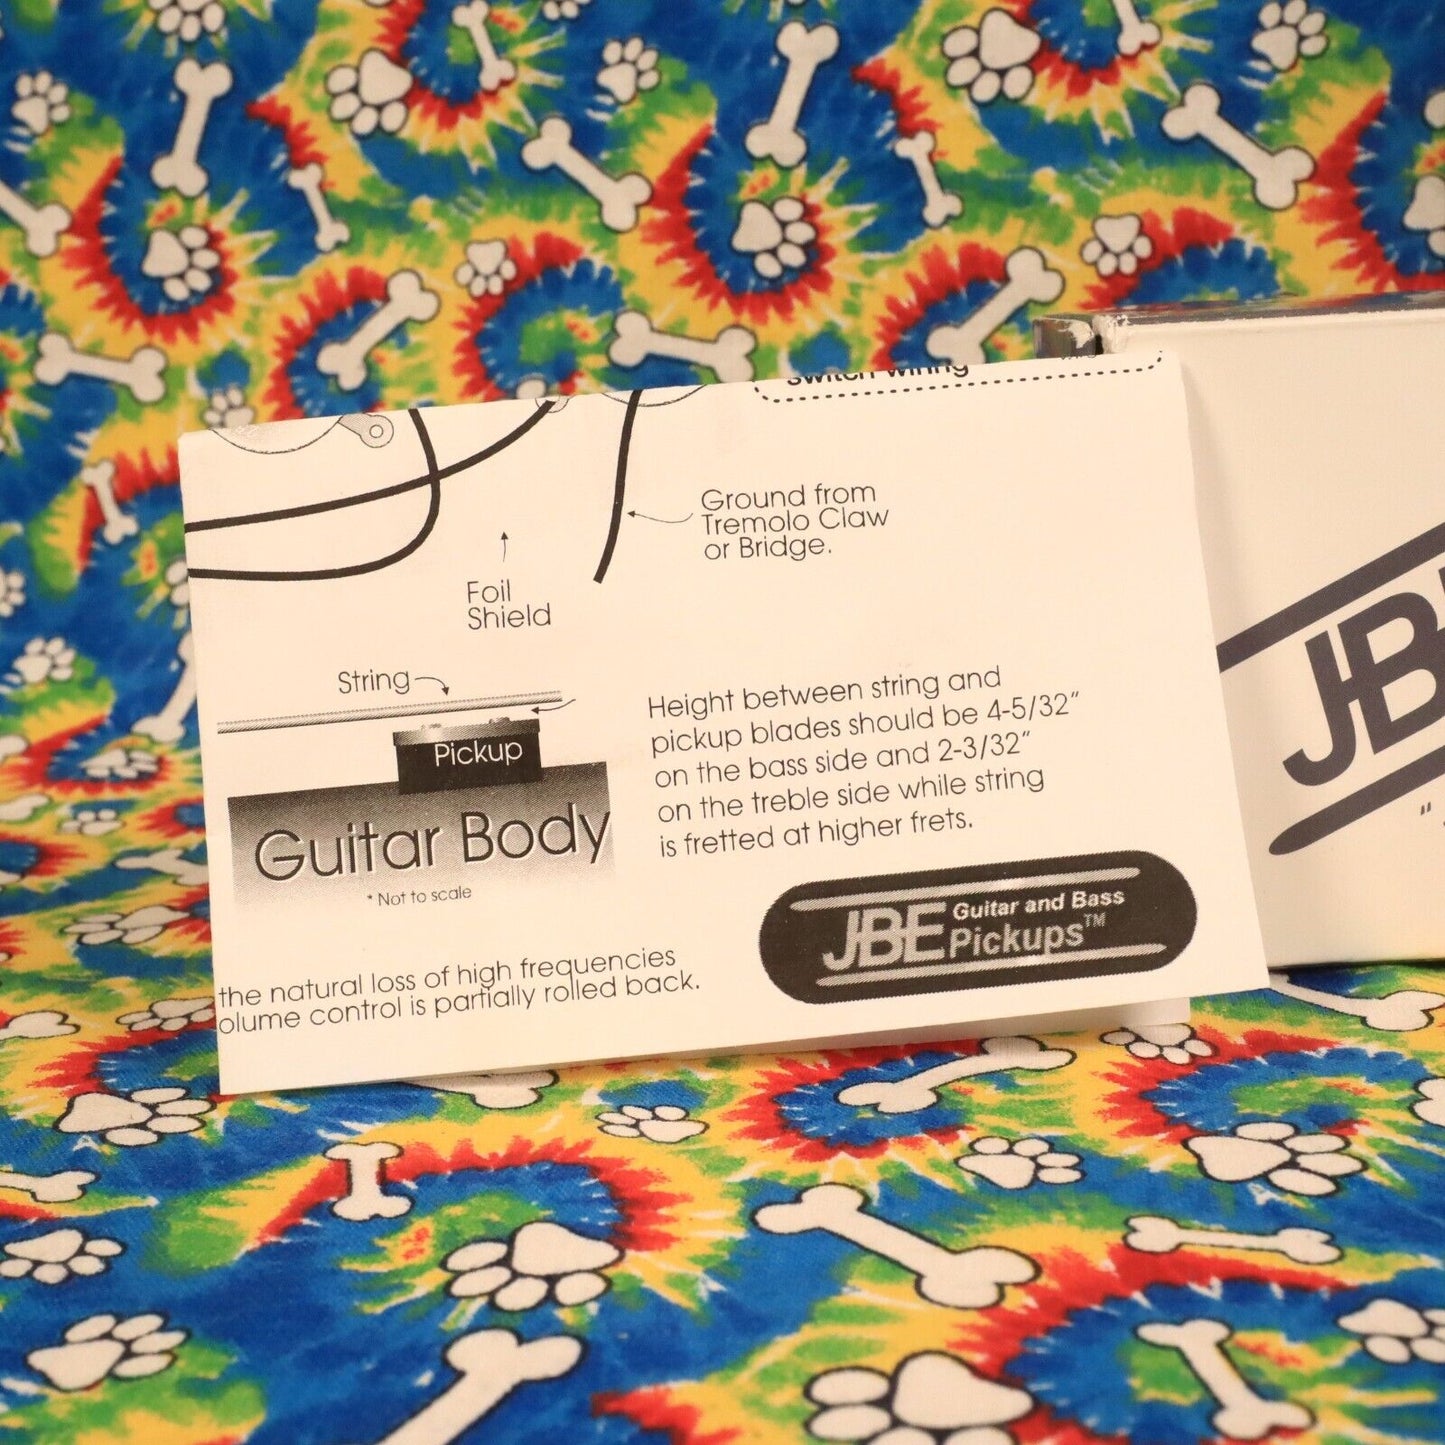 switch wiring
Ground from
Tremolo Claw
or Bridge.
Foil
Shield
String
Pickup
Guitar Body
* Not to scale
Height between string and
pickup blades should be 4-5/32"
on the bass side and 2-3/32"
on the treble side while string
is fretted at higher frets.
the natural loss of high frequencies
olume control is partially rolled back.
JBE Guitar and Bass
Pickups™
JBE
"